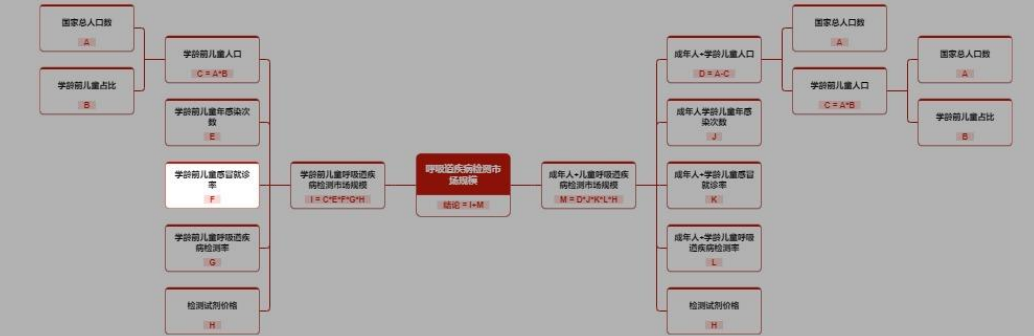 国家总人口数
A
学龄前儿童占比
B
学龄前儿童人口
C = A*B
学龄前儿童年感染次
数
E
学龄前儿童感冒就诊
率
F
学龄前儿童呼吸道疾
病检测率
G
检测试剂价格
H
学龄前儿童呼吸道疾
病检测市场规模
I = C*E*F*G*H
呼吸道疾病检测市
场规模
结论 = I+M
成年人+儿童呼吸道疾
病检测市场规模
M = D*J*K*L*H
成年人+学龄儿童人口
D = A-C
成年人学龄儿童年感
染次数
J
成年人+学龄儿童感冒
就诊率
K
成年人+学龄儿童呼吸
道疾病检测率
L
检测试剂价格
H
国家总人口数
A
学龄前儿童人口
C = A*B
国家总人口数
A
学龄前儿童占比
B